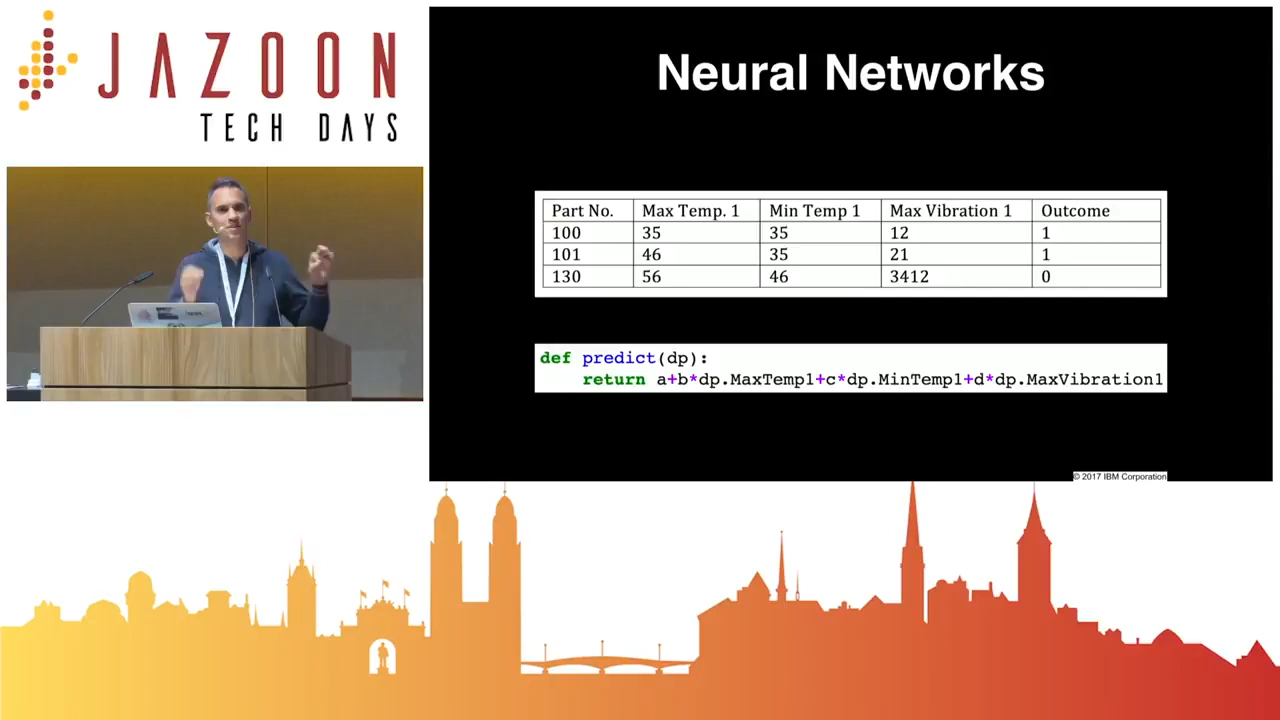 JAZOON
TECH DAYS
Neural Networks
Part No. Max Temp. 1 Min Temp 1 Max Vibration 1 Outcome
100 35 35 12 1
101 46 35 21 1
130 56 46 3412 0
def predict(dp):
return a+b*dp.MaxTemp1+c*dp.MinTemp1+d*dp.MaxVibration1
© 2017 IBM Corporation